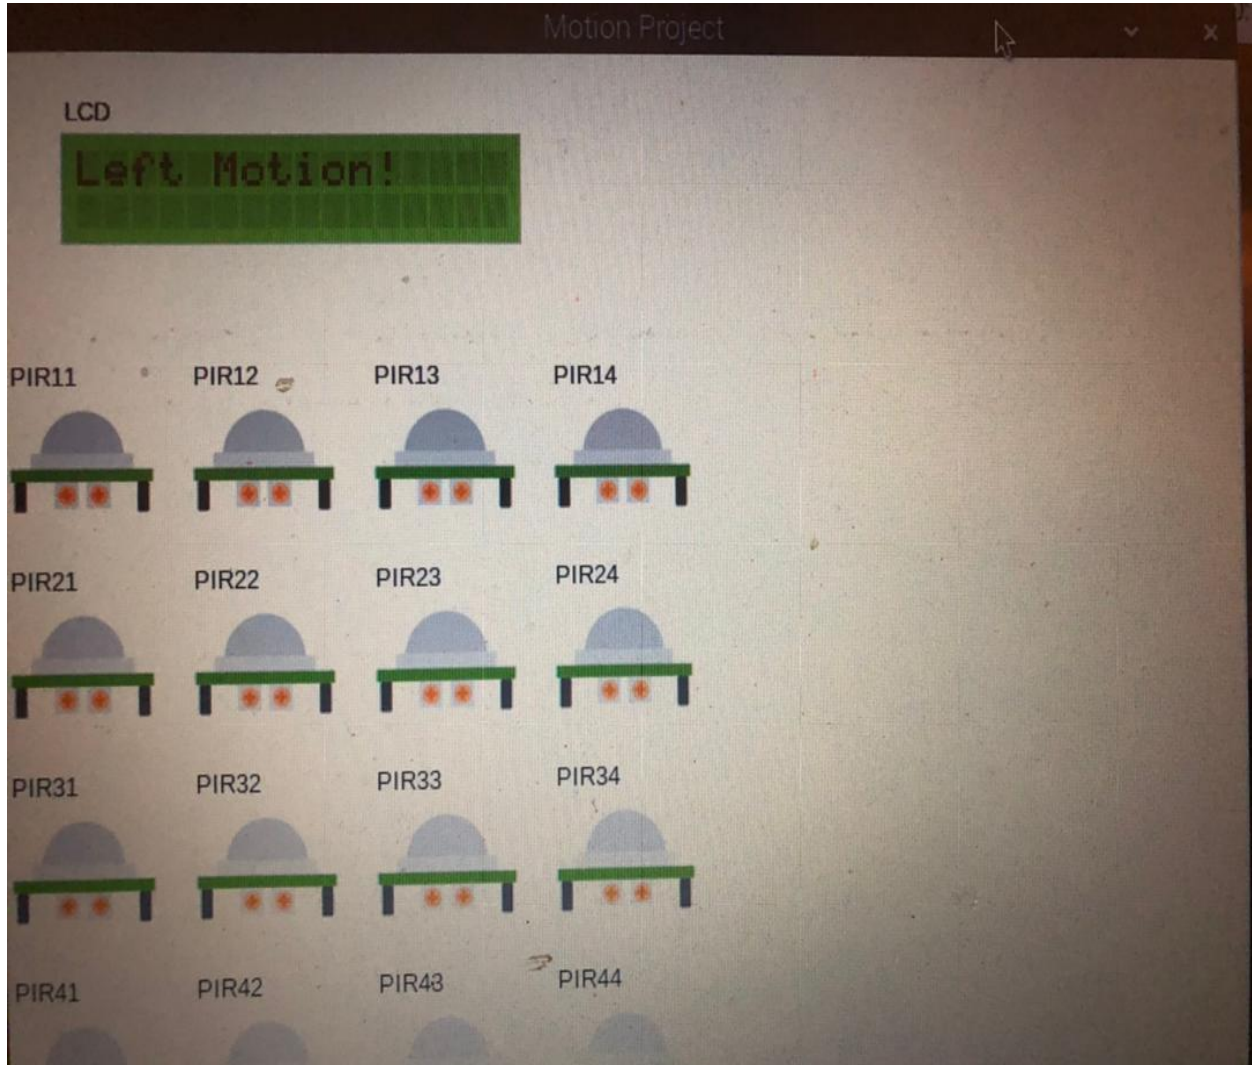 Motion Project
LCD
Left Motion!
PIR11 PIR12 PIR13 PIR14
PIR21 PIR22 PIR23 PIR24
PIR31 PIR32 PIR33 PIR34
PIR41 PIR42 PIR43 PIR44